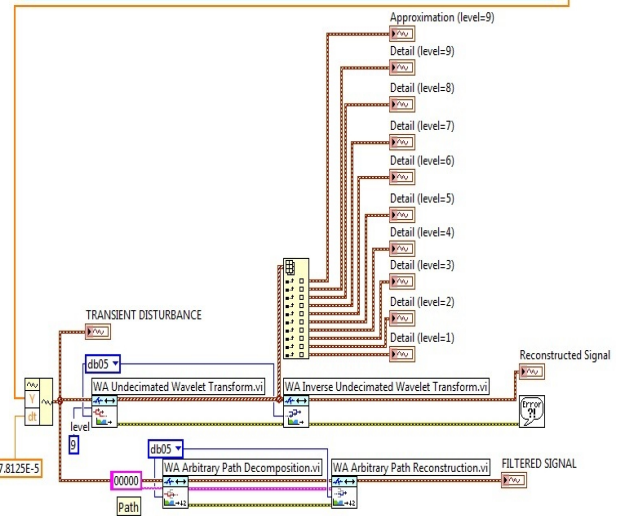 Approximation (level=9)
Detail (level=9)
Detail (level=8)
Detail (level=7)
Detail (level=6)
Detail (level=5)
Detail (level=4)
Detail (level=3)
Detail (level=2)
Detail (level=1)
TRANSIENT DISTURBANCE
Reconstructed Signal
db05
WA Undecimated Wavelet Transform.vi
WA Inverse Undecimated Wavelet Transform.vi
Y
dt
level
9
Error
?!
7.8125E-5
db05
00000
WA Arbitrary Path Decomposition.vi
WA Arbitrary Path Reconstruction.vi
FILTERED SIGNAL
Path